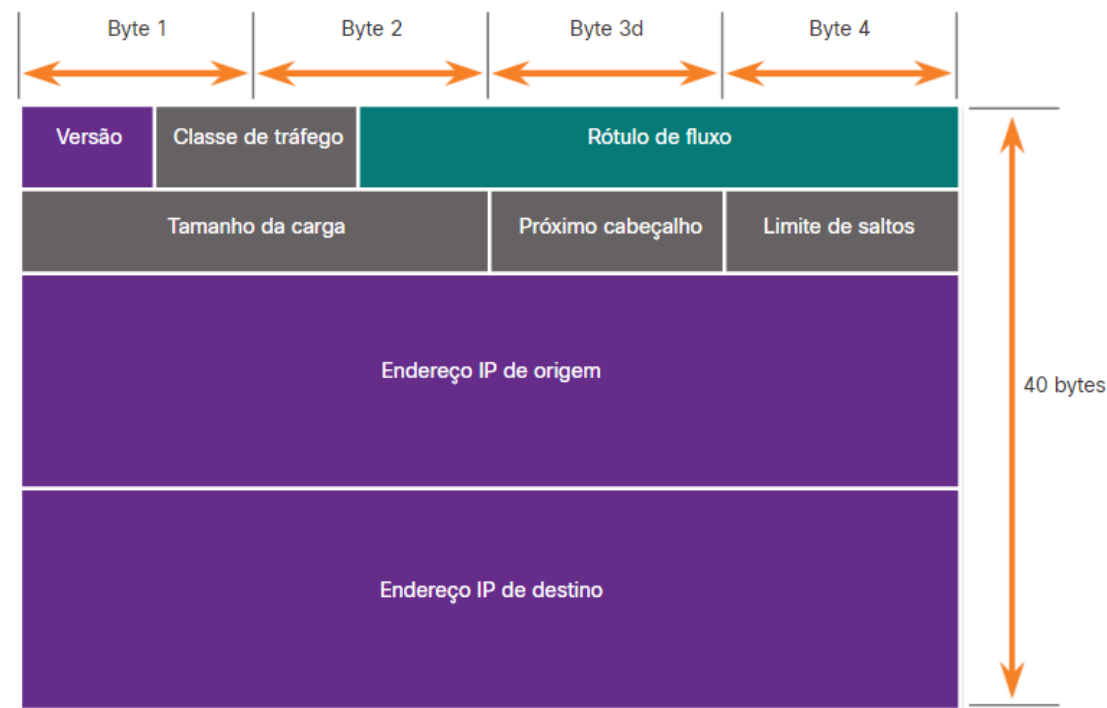 Byte 1
Byte 2
Byte 3d
Byte 4
Versão
Classe de tráfego
Rótulo de fluxo
Tamanho da carga
Próximo cabeçalho
Limite de saltos
Endereço IP de origem
40 bytes
Endereço IP de destino